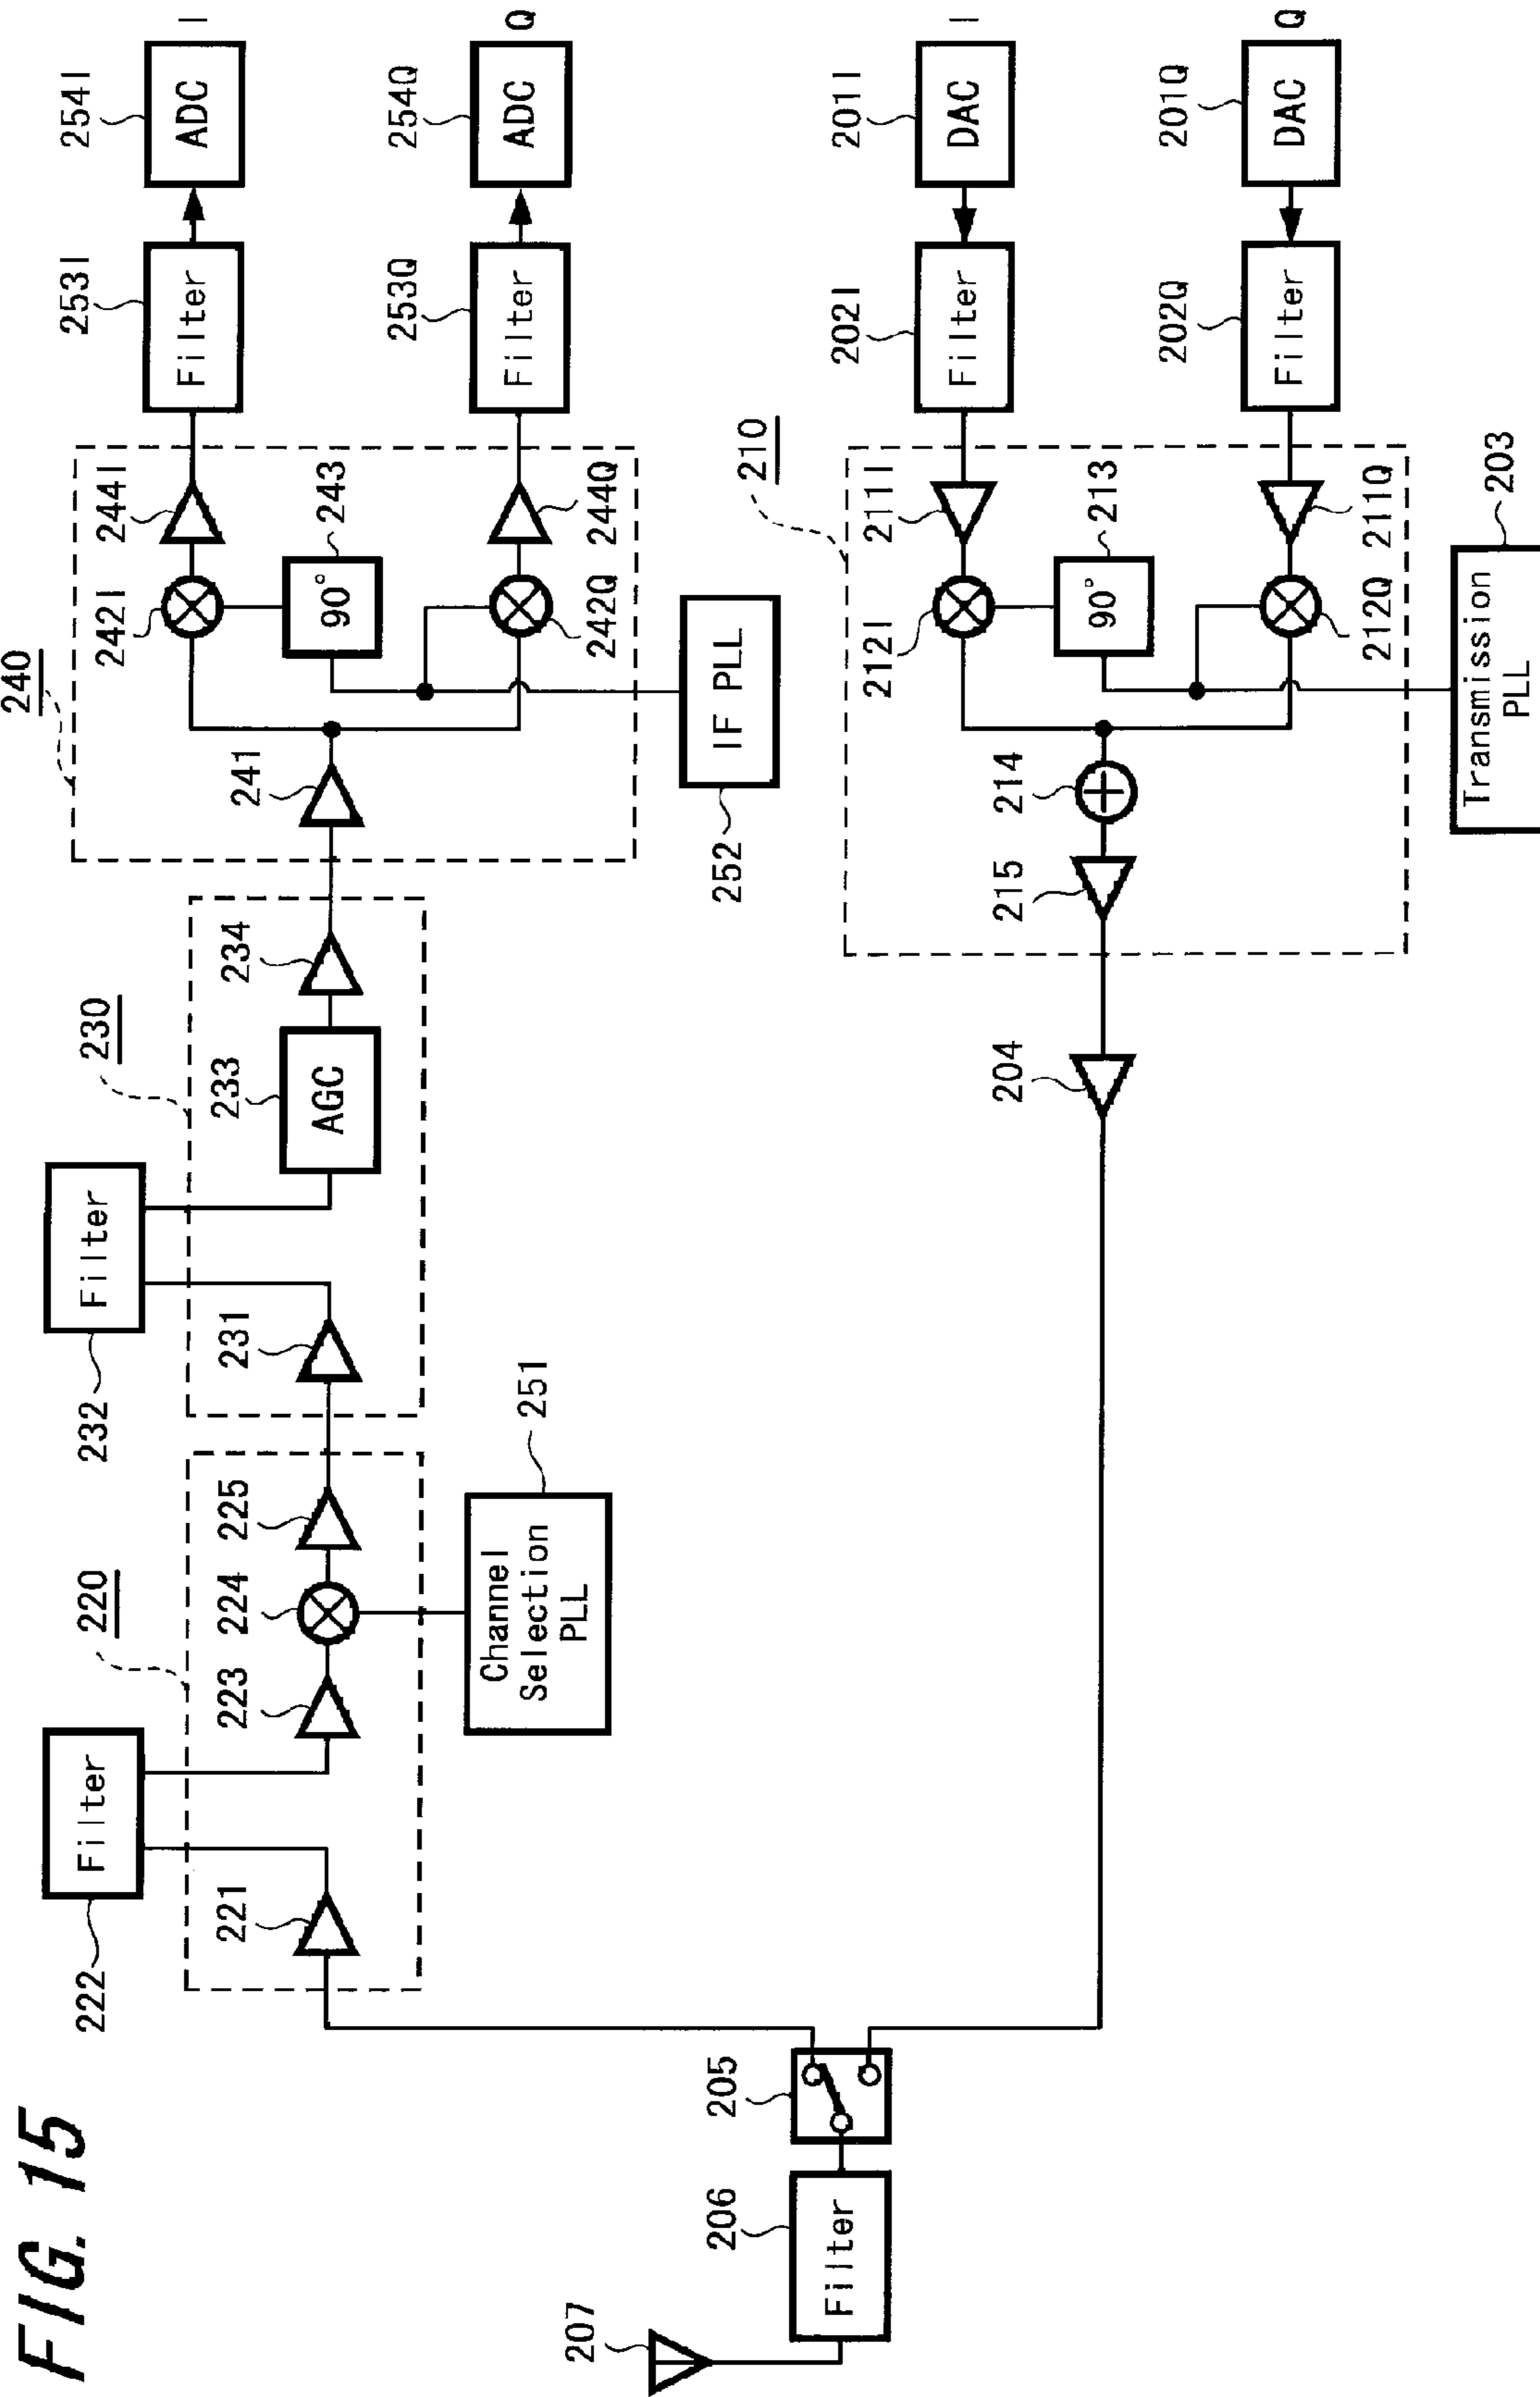 FIG. 15
207
206
Filter
205
222
Filter
220
221
223
224
225
Channel
Selection
PLL
251
232
Filter
230
231
233
AGC
234
240
241
242I
243
90°
242Q
244I
244Q
IF PLL
252
253I
Filter
253Q
Filter
254I
ADC
I
254Q
ADC
Q
204
210
215
214
212I
213
90°
212Q
211I
211Q
Transmission
PLL
203
202I
Filter
202Q
Filter
201I
DAC
I
201Q
DAC
Q